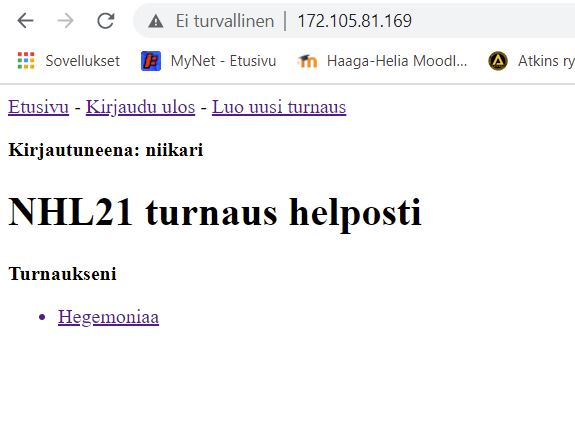 Ei turvallinen | 172.105.81.169
Sovellukset MyNet - Etusivu Haaga-Helia Moodl... Atkins ry
Etusivu - Kirjaudu ulos - Luo uusi turnaus
Kirjautuneena: niikari
NHL21 turnaus helposti
Turnaukseni
• Hegemoniaa